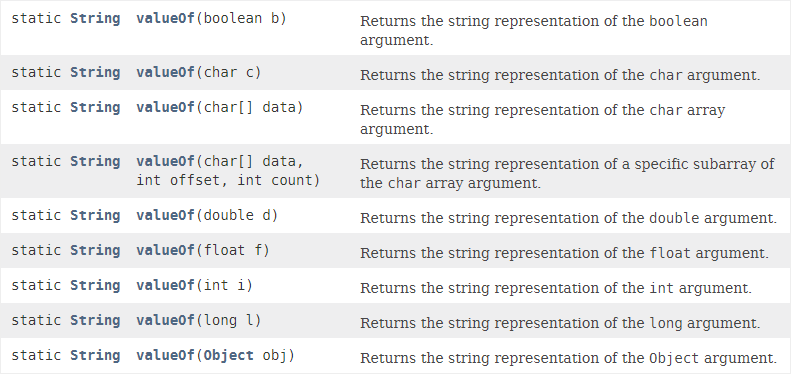 static String valueOf(boolean b) Returns the string representation of the boolean
argument.
static String valueOf(char c) Returns the string representation of the char argument.
static String valueOf(char[] data) Returns the string representation of the char array
argument.
static String valueOf(char[] data, Returns the string representation of a specific subarray of
int offset, int count) the char array argument.
static String valueOf(double d) Returns the string representation of the double argument.
static String valueOf(float f) Returns the string representation of the float argument.
static String valueOf(int i) Returns the string representation of the int argument.
static String valueOf(long l) Returns the string representation of the long argument.
static String valueOf(Object obj) Returns the string representation of the Object argument.